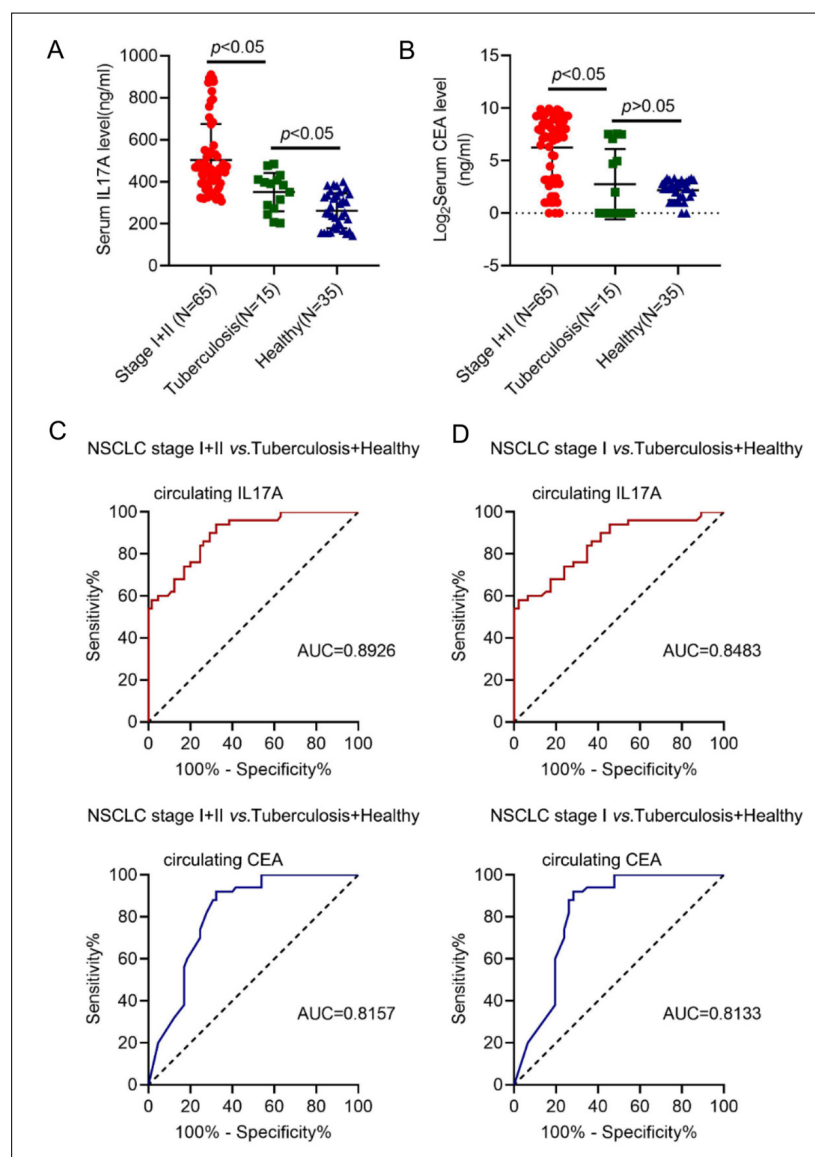 A
p<0.05
p<0.05
Serum IL17A level(ng/ml)
1000
800
600
400
200
0
Stage I+II (N=65)
Tuberculosis(N=15)
Healthy(N=35)
B
p<0.05
p>0.05
Log2Serum CEA level
(ng/ml)
15
10
5
0
-5
Stage I+II (N=65)
Tuberculosis(N=15)
Healthy(N=35)
C
NSCLC stage I+II vs.Tuberculosis+Healthy
circulating IL17A
Sensitivity%
100
80
60
40
20
0
AUC=0.8926
0 20 40 60 80 100
100% - Specificity%
D
NSCLC stage I vs.Tuberculosis+Healthy
circulating IL17A
Sensitivity%
100
80
60
40
20
0
AUC=0.8483
0 20 40 60 80 100
100% - Specificity%
NSCLC stage I+II vs.Tuberculosis+Healthy
circulating CEA
Sensitivity%
100
80
60
40
20
0
AUC=0.8157
0 20 40 60 80 100
100% - Specificity%
NSCLC stage I vs.Tuberculosis+Healthy
circulating CEA
Sensitivity%
100
80
60
40
20
0
AUC=0.8133
0 20 40 60 80 100
100% - Specificity%